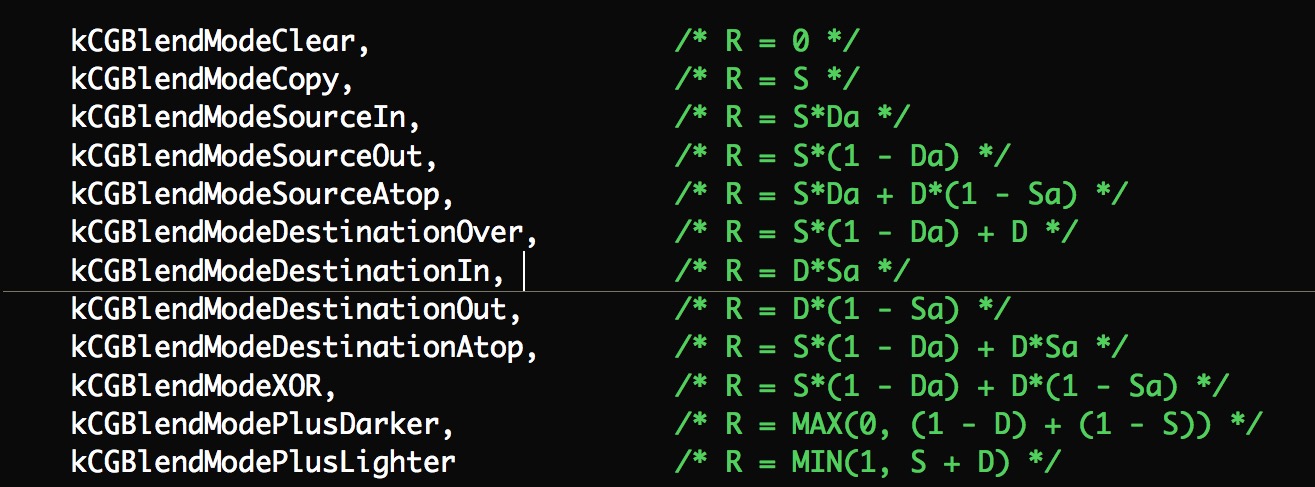 kCGBlendModeClear, /* R = 0 */
kCGBlendModeCopy, /* R = S */
kCGBlendModeSourceIn, /* R = S*Da */
kCGBlendModeSourceOut, /* R = S*(1 - Da) */
kCGBlendModeSourceAtop, /* R = S*Da + D*(1 - Sa) */
kCGBlendModeDestinationOver, /* R = S*(1 - Da) + D */
kCGBlendModeDestinationIn, /* R = D*Sa */
kCGBlendModeDestinationOut, /* R = D*(1 - Sa) */
kCGBlendModeDestinationAtop, /* R = S*(1 - Da) + D*Sa */
kCGBlendModeXOR, /* R = S*(1 - Da) + D*(1 - Sa) */
kCGBlendModePlusDarker, /* R = MAX(0, (1 - D) + (1 - S)) */
kCGBlendModePlusLighter /* R = MIN(1, S + D) */